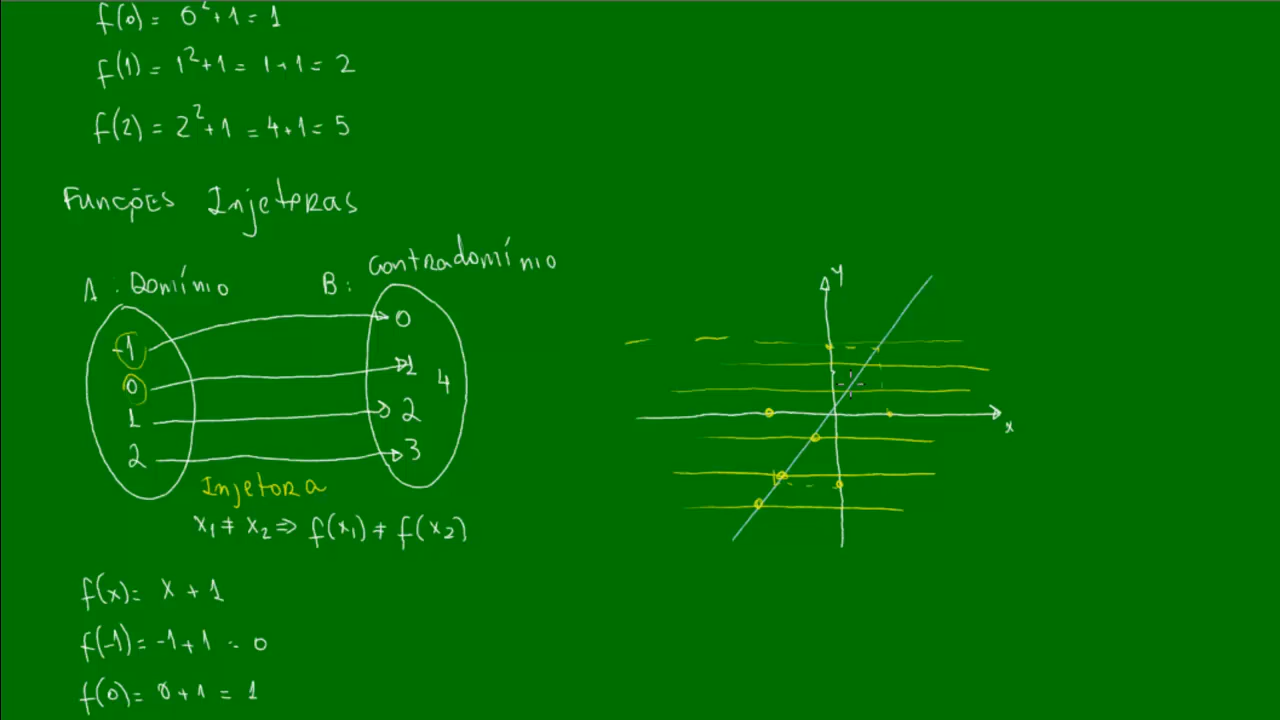 f(0) = 0²+1 = 1
f(1) = 1²+1 = 1+1 = 2
f(2) = 2²+1 = 4+1 = 5
Funções Injetoras
A : Domínio
B : Contradomínio
-1
0
1
2
0
1
2
3
4
Injetora
x₁ ≠ x₂ ⇒ f(x₁) ≠ f(x₂)
y
x
f(x) = x + 1
f(-1) = -1 + 1 = 0
f(0) = 0 + 1 = 1